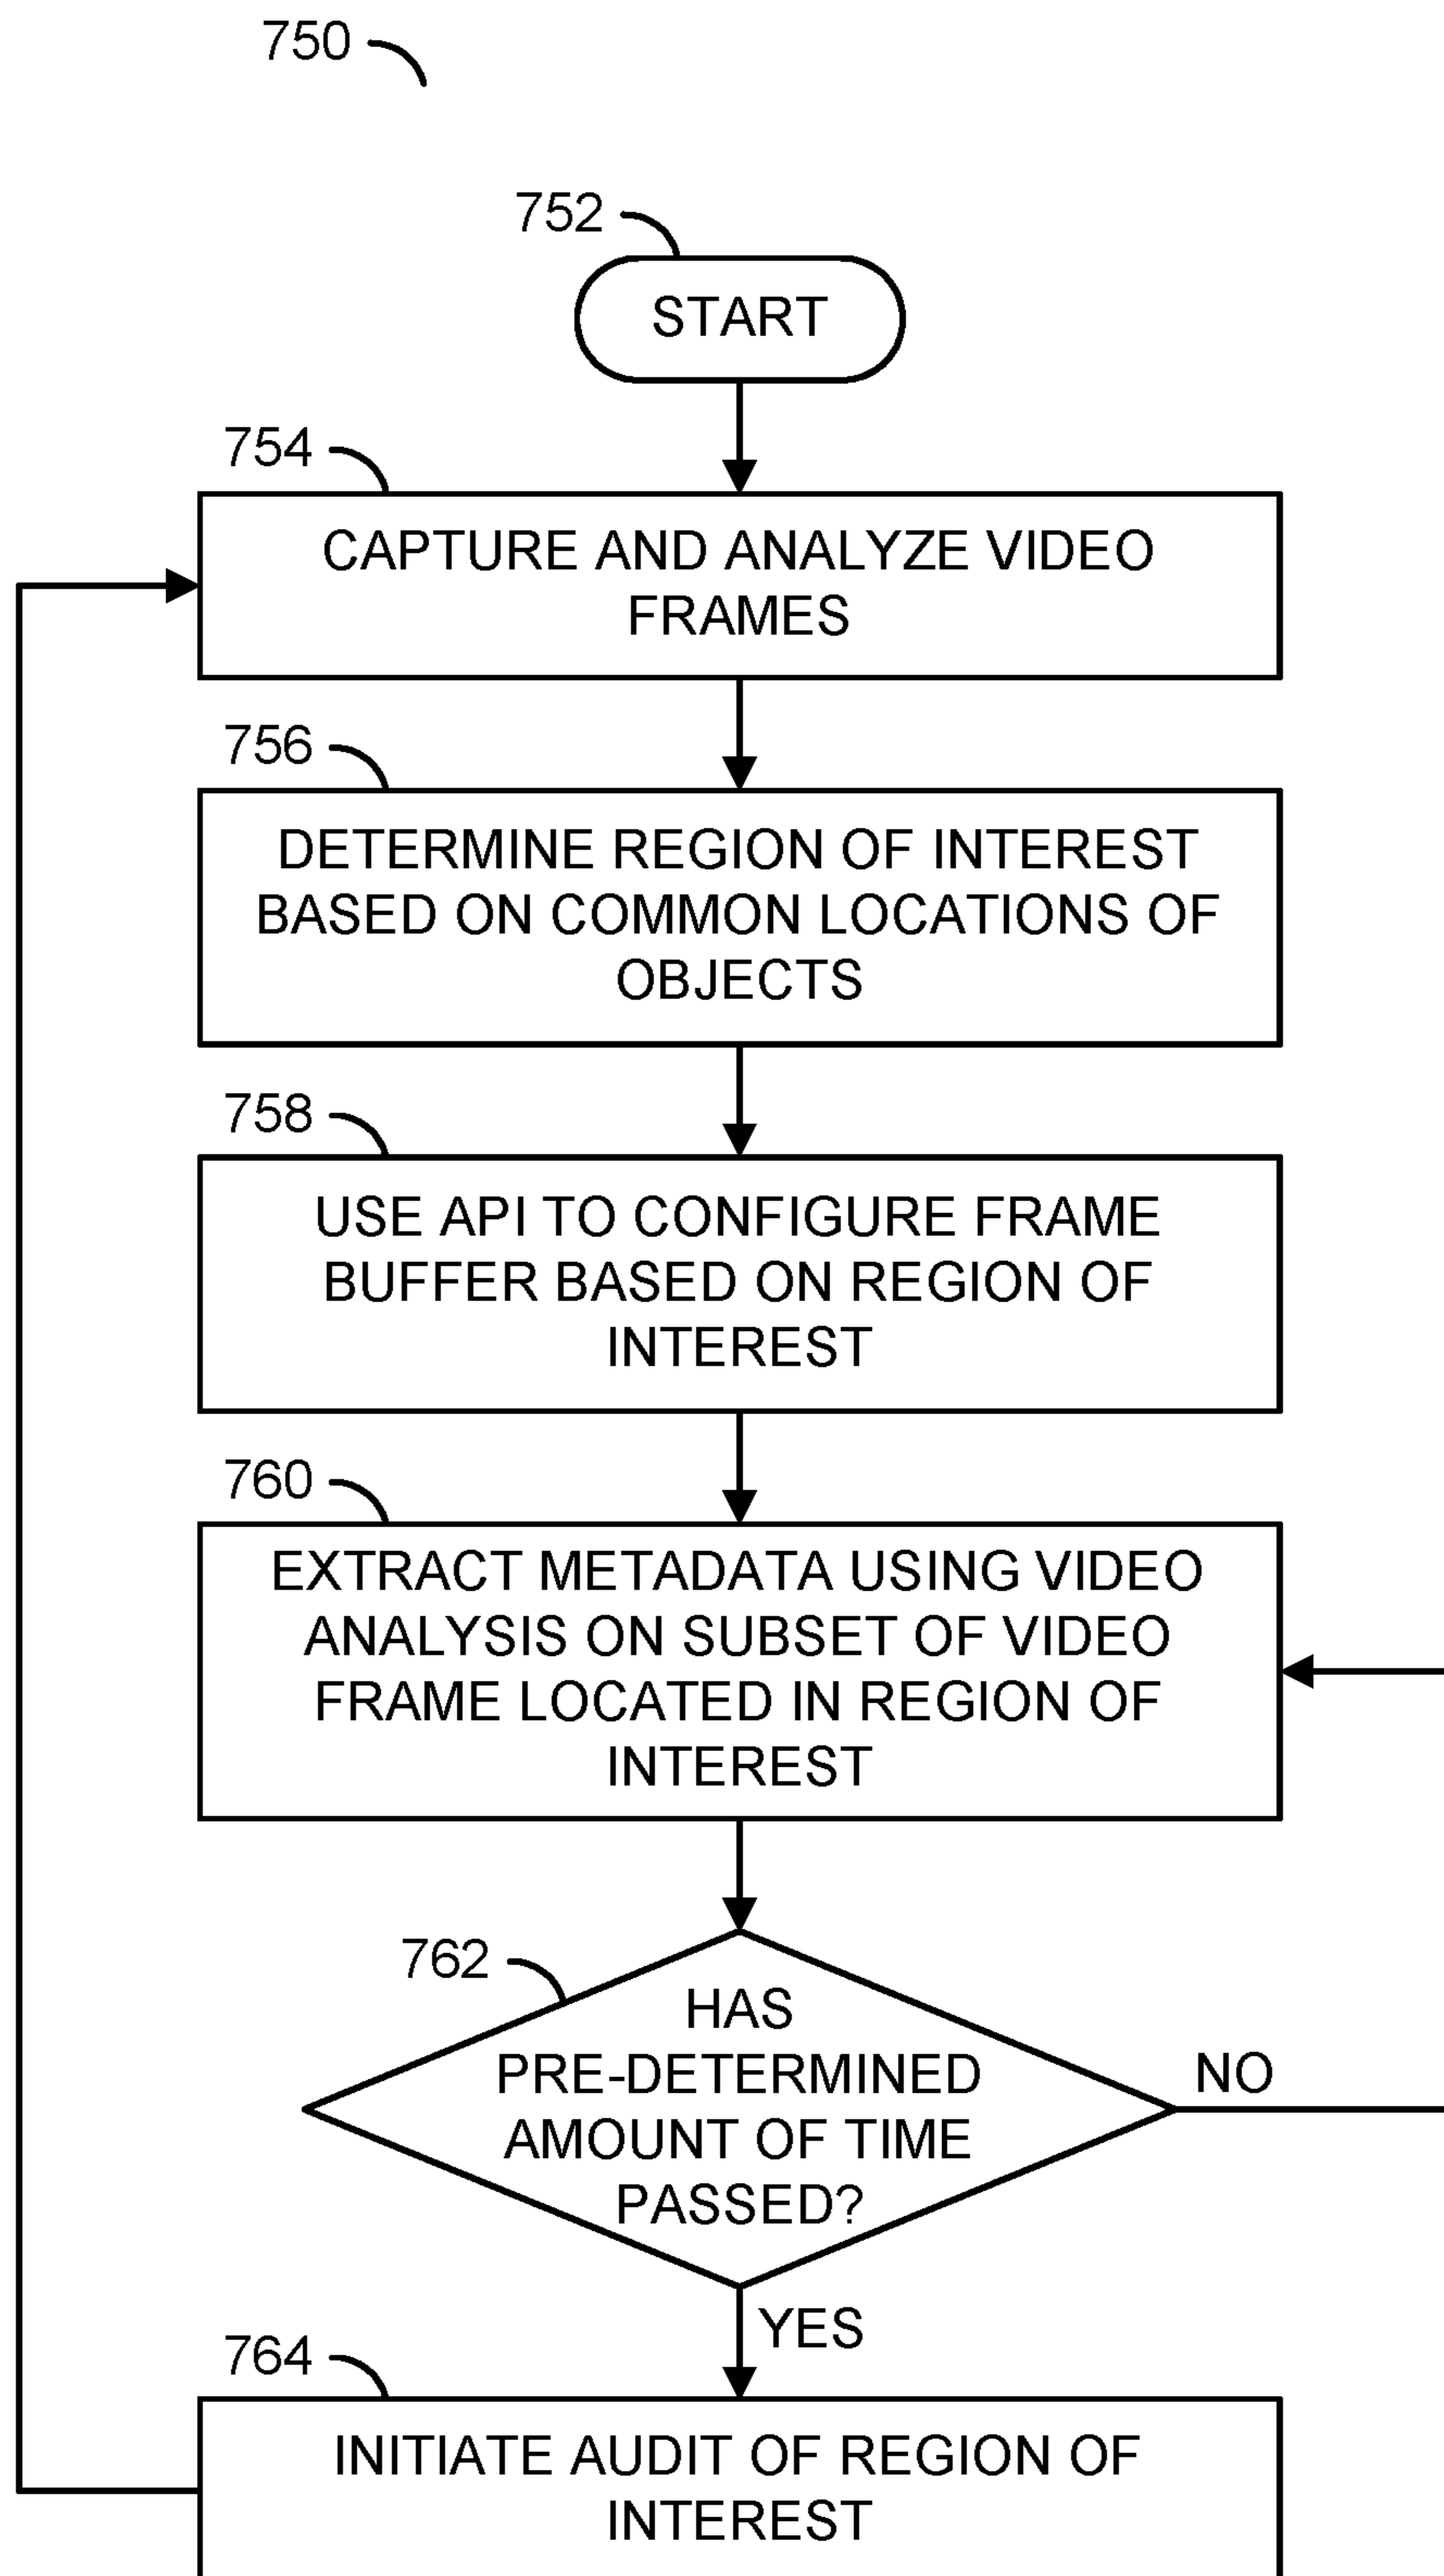 750
752
START
754
CAPTURE AND ANALYZE VIDEO
FRAMES
756
DETERMINE REGION OF INTEREST
BASED ON COMMON LOCATIONS OF
OBJECTS
758
USE API TO CONFIGURE FRAME
BUFFER BASED ON REGION OF
INTEREST
760
EXTRACT METADATA USING VIDEO
ANALYSIS ON SUBSET OF VIDEO
FRAME LOCATED IN REGION OF
INTEREST
762
HAS
PRE-DETERMINED
AMOUNT OF TIME
PASSED?
NO
YES
764
INITIATE AUDIT OF REGION OF
INTEREST